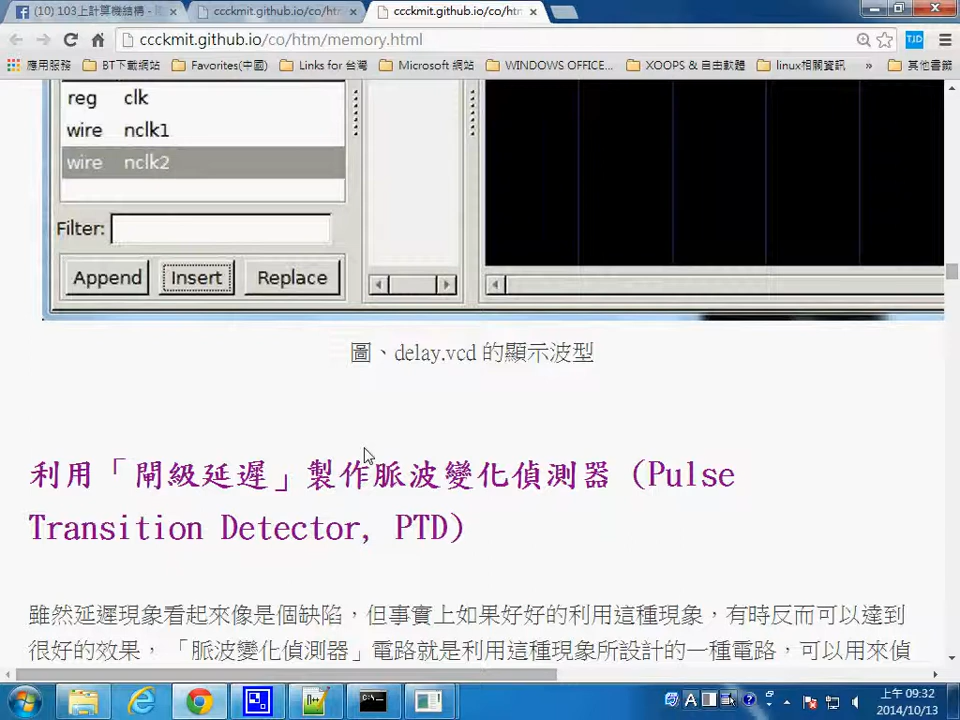 (10) 103上計算機結構 -
ccckmit.github.io/co/htm
ccckmit.github.io/co/htm
ccckmit.github.io/co/htm/memory.html
TJD
應用服務 BT下載網站 Favorites(中國) Links for 台灣 Microsoft 網站 WINDOWS OFFICE... XOOPS & 自由軟體 linux相關資訊 » 其他書籤
reg clk
wire nclk1
wire nclk2
Filter:
Append Insert Replace
圖、delay.vcd 的顯示波型
利用「閘級延遲」製作脈波變化偵測器 (Pulse
Transition Detector, PTD)
雖然延遲現象看起來像是個缺陷，但事實上如果好好的利用這種現象，有時反而可以達到
很好的效果，「脈波變化偵測器」電路就是利用這種現象所設計的一種電路，可以用來偵
上午 09:32
2014/10/13